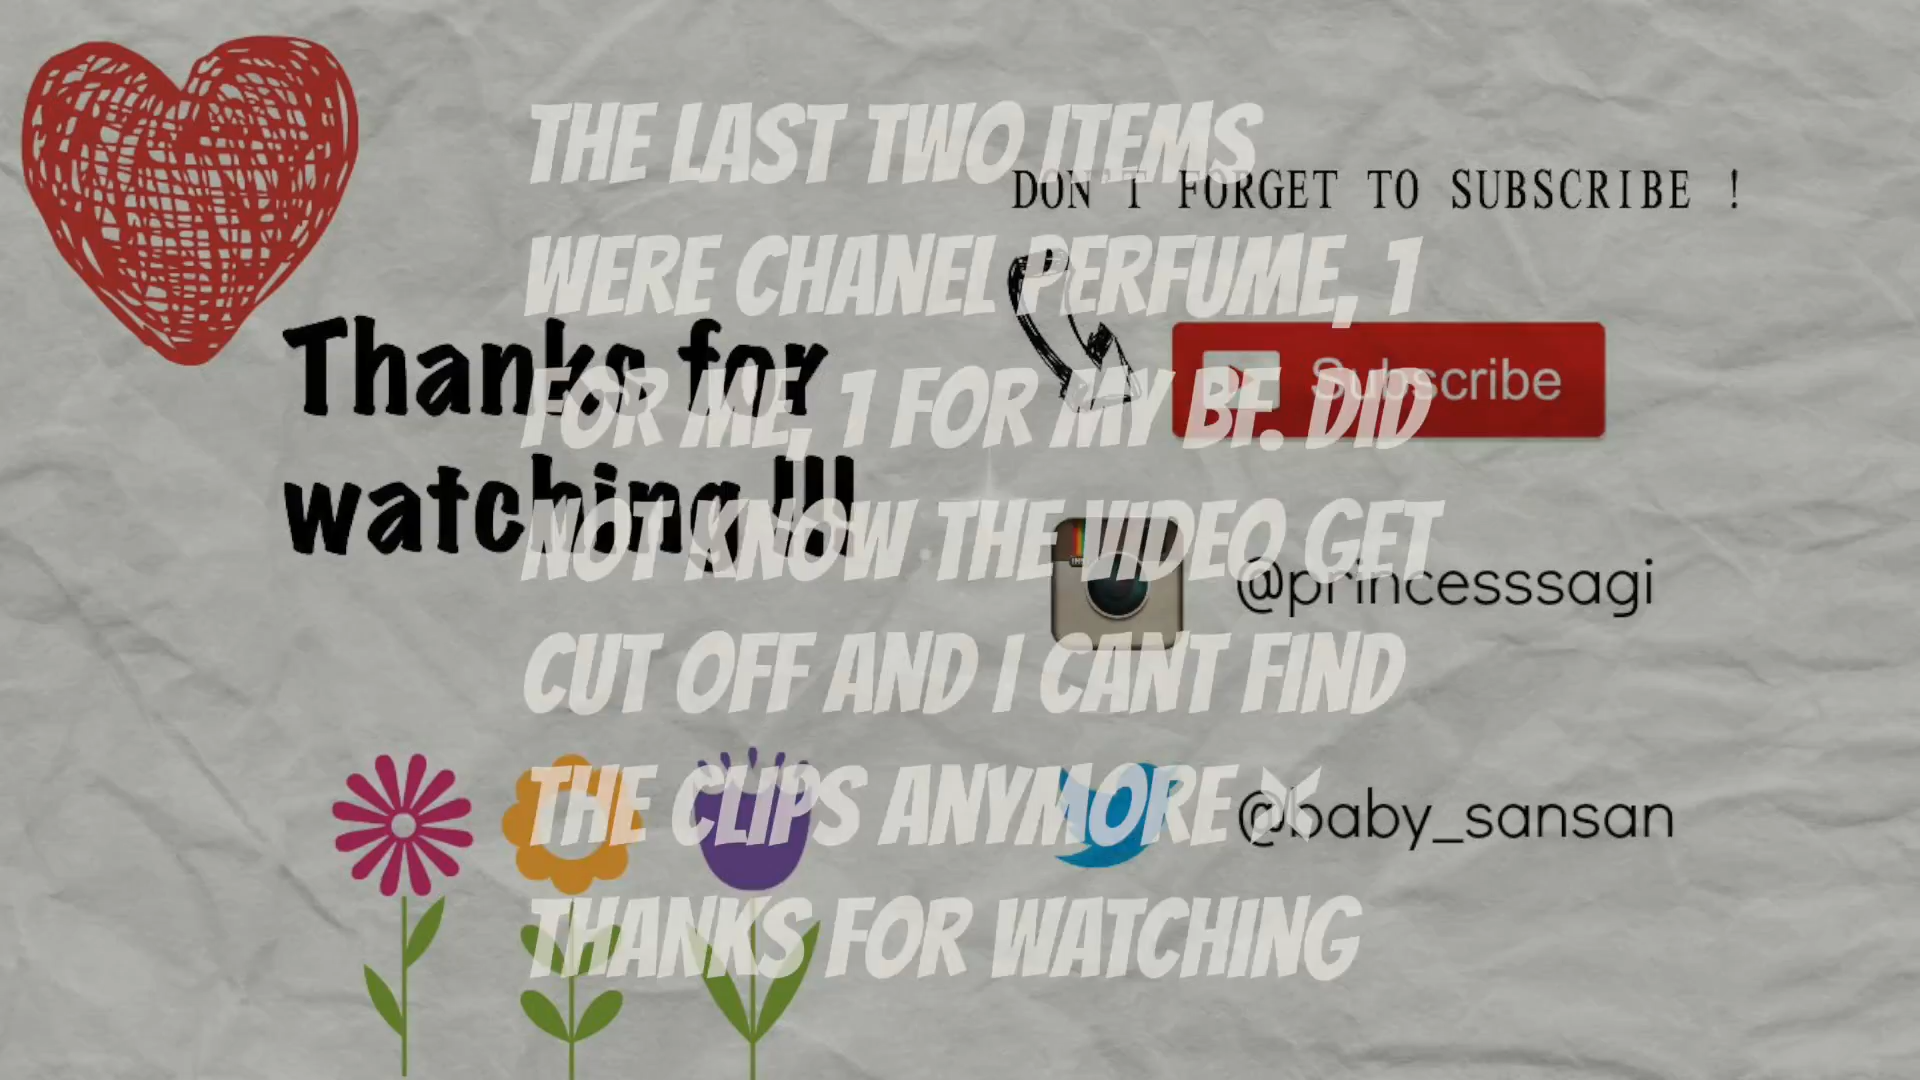 THE LAST TWO ITEMS
WERE CHANEL PERFUME, 1
FOR ME, 1 FOR MY BF. DID
NOT KNOW THE VIDEO GET
CUT OFF AND I CANT FIND
THE CLIPS ANYMORE
THANKS FOR WATCHING
Thanks for
watching !!!
DON'T FORGET TO SUBSCRIBE !
Subscribe
@princesssagi
@baby_sansan